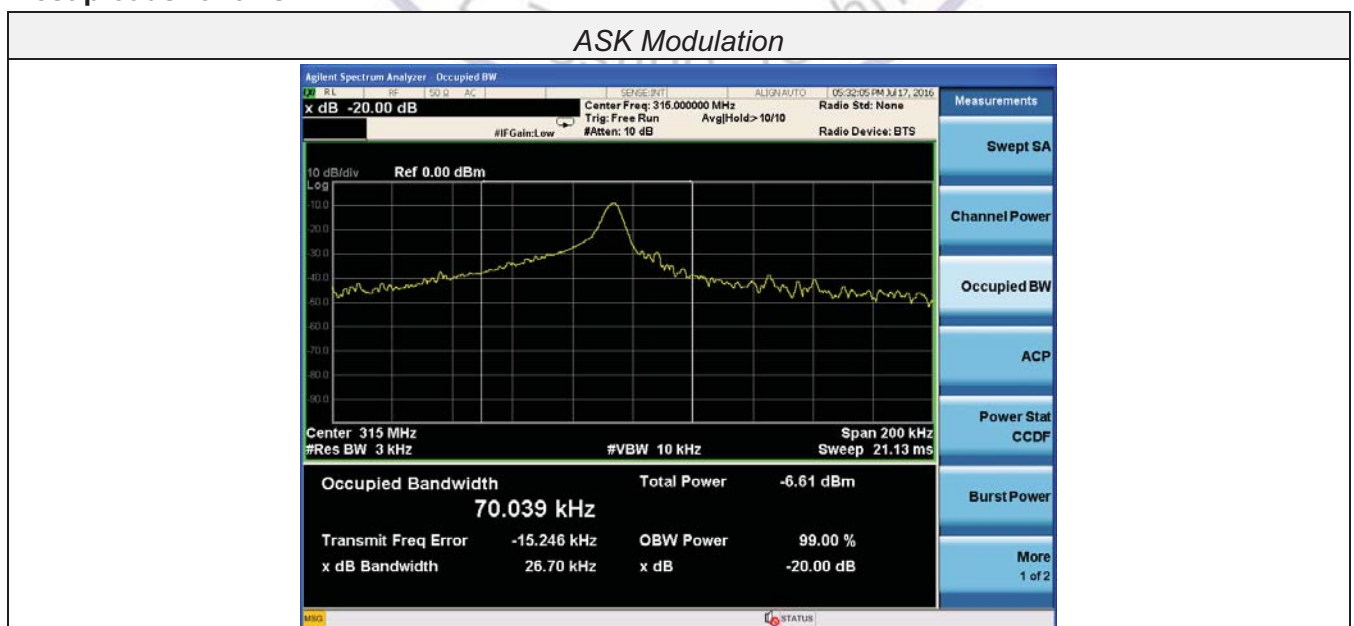 ASK Modulation
Agilent Spectrum Analyzer - Occupied BW
RL RF 50 Ω AC SENSE:INT ALIGN AUTO 05:32:05 PM Jul 17, 2016
x dB -20.00 dB
Center Freq: 315.000000 MHz
Radio Std: None
Trig: Free Run
Avg|Hold:>10/10
#IFGain:Low
#Atten: 10 dB
Radio Device: BTS
10 dB/div
Ref 0.00 dBm
Log
-10.0
-20.0
-30.0
-40.0
-50.0
-60.0
-70.0
-80.0
-90.0
Center 315 MHz
Span 200 kHz
#Res BW 3 kHz
#VBW 10 kHz
Sweep 21.13 ms
Occupied Bandwidth
70.039 kHz
Total Power -6.61 dBm
Transmit Freq Error -15.246 kHz
OBW Power 99.00 %
x dB Bandwidth 26.70 kHz
x dB -20.00 dB
MSG
STATUS
Measurements
Swept SA
Channel Power
Occupied BW
ACP
Power Stat
CCDF
Burst Power
More
1 of 2